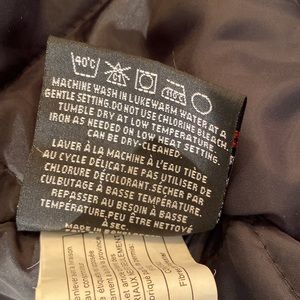 40°C CL 110°C
MACHINE WASH IN LUKEWARM WATER AT A
GENTLE SETTING.DO NOT USE CHLORINE BLEACH.
TUMBLE DRY AT LOW TEMPERATURE
IRON AS NEEDED ON LOW HEAT SETTING.
CAN BE DRY-CLEANED.
LAVER À LA MACHINE À L'EAU TIÈDE
AU CYCLE DÉLICAT.NE PAS UTILISER DE
CHLORURE DÉCOLORANT.SÉCHER PAR
CULBUTAGE À BASSE TEMPÉRATURE
REPASSER AU BESOIN À BASSE
TEMPÉRATURE.PEUT ÊTRE NETTOYÉ
À SEC.